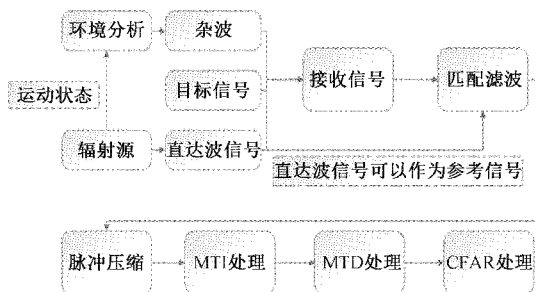 环境分析
杂波
运动状态
目标信号
接收信号
匹配滤波
辐射源
直达波信号
直达波信号可以作为参考信号
脉冲压缩
MTI处理
MTD处理
CFAR处理